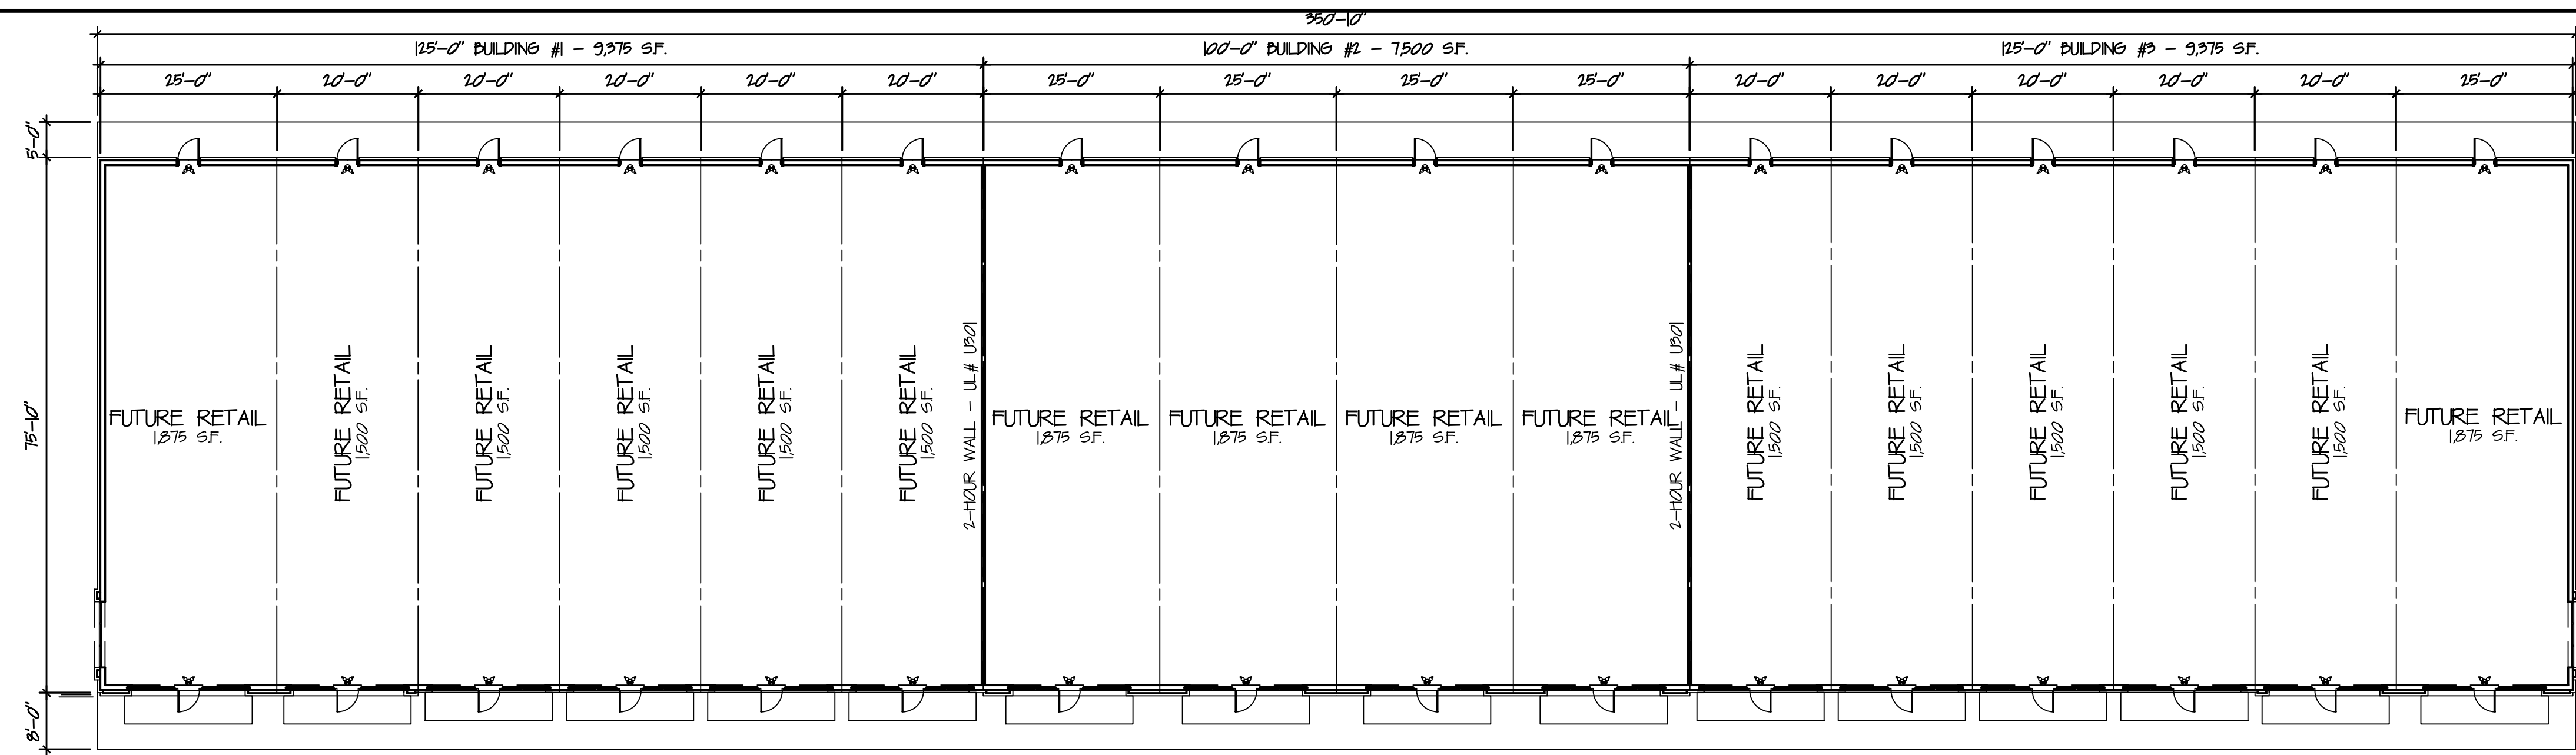 350'-10"
125'-0" BUILDING #1 - 9,375 S.F.
100'-0" BUILDING #2 - 7,500 S.F.
125'-0" BUILDING #3 - 9,375 S.F.
25'-0"
20'-0"
20'-0"
20'-0"
20'-0"
20'-0"
25'-0"
25'-0"
25'-0"
25'-0"
20'-0"
20'-0"
20'-0"
20'-0"
20'-0"
25'-0"
5'-0"
75'-10"
8'-0"
FUTURE RETAIL
1,875 S.F.
FUTURE RETAIL
1,500 S.F.
FUTURE RETAIL
1,500 S.F.
FUTURE RETAIL
1,500 S.F.
FUTURE RETAIL
1,500 S.F.
FUTURE RETAIL
1,500 S.F.
2-HOUR WALL - UL# U301
FUTURE RETAIL
1,875 S.F.
FUTURE RETAIL
1,875 S.F.
FUTURE RETAIL
1,875 S.F.
FUTURE RETAIL
1,875 S.F.
2-HOUR WALL - UL# U301
FUTURE RETAIL
1,500 S.F.
FUTURE RETAIL
1,500 S.F.
FUTURE RETAIL
1,500 S.F.
FUTURE RETAIL
1,500 S.F.
FUTURE RETAIL
1,500 S.F.
FUTURE RETAIL
1,875 S.F.